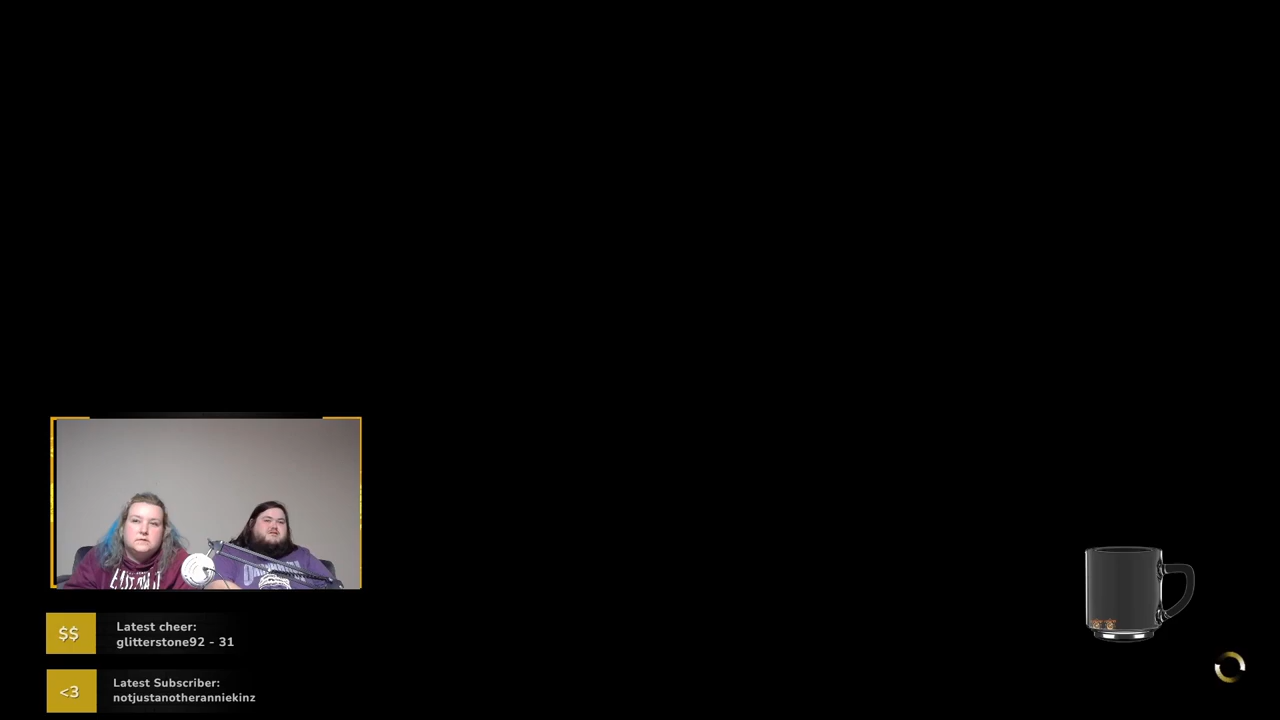 $$
Latest cheer:
glitterstone92 - 31
<3
Latest Subscriber:
notjustanotheranniekinz